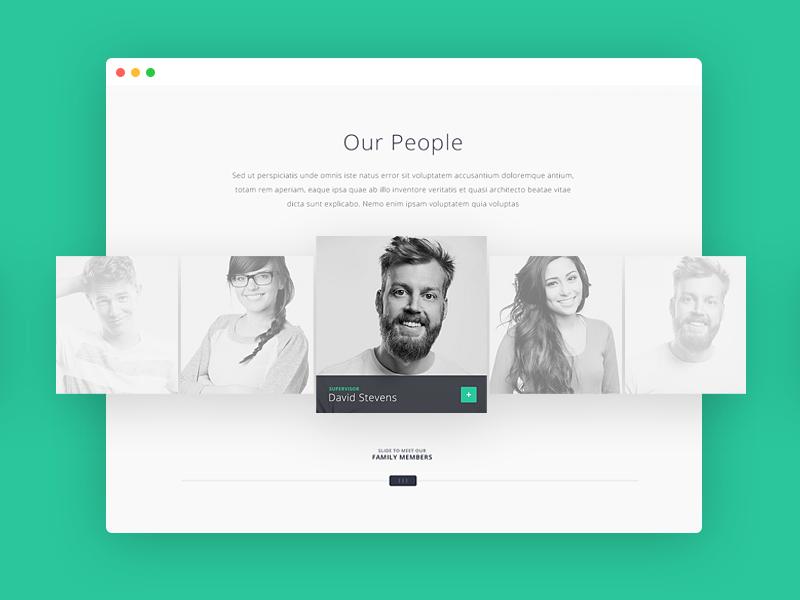 Our People
Sed ut perspiciatis unde omnis iste natus error sit voluptatem accusantium doloremque antium,
totam rem aperiam, eaque ipsa quae ab illo inventore veritatis et quasi architecto beatae vitae
dicta sunt explicabo. Nemo enim ipsam voluptatem quia voluptas
SUPERVISOR
David Stevens
+
SLIDE TO MEET OUR
FAMILY MEMBERS